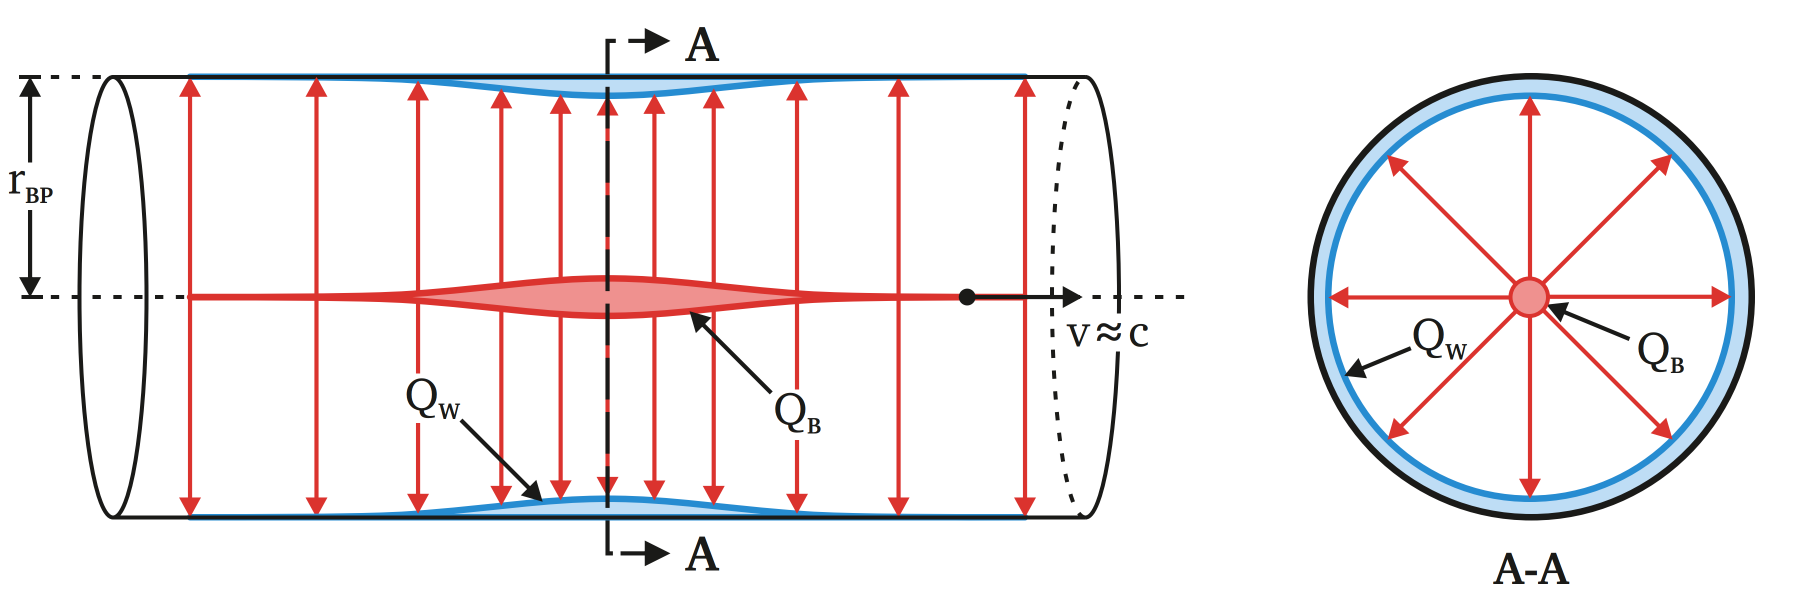 A
r_BP
v ≈ c
Q_W
Q_B
A
Q_W
Q_B
A-A